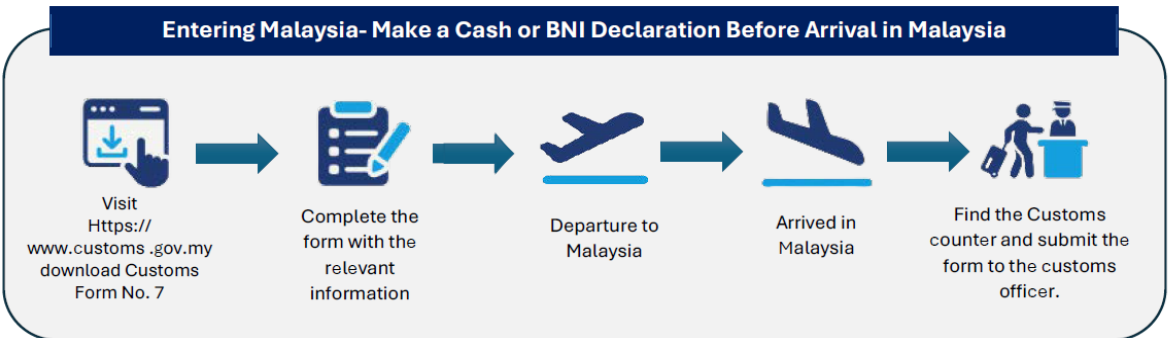 Entering Malaysia- Make a Cash or BNI Declaration Before Arrival in Malaysia
Visit
Https://
www.customs .gov.my
download Customs
Form No. 7
Complete the
form with the
relevant
information
Departure to
Malaysia
Arrived in
Malaysia
Find the Customs
counter and submit the
form to the customs
officer.